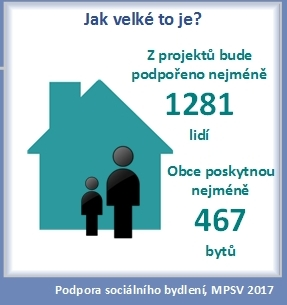 Jak velké to je?
Z projektů bude
podpořeno nejméně
1281
lidí
Obce poskytnou
nejméně
467
bytů
Podpora sociálního bydlení, MPSV 2017